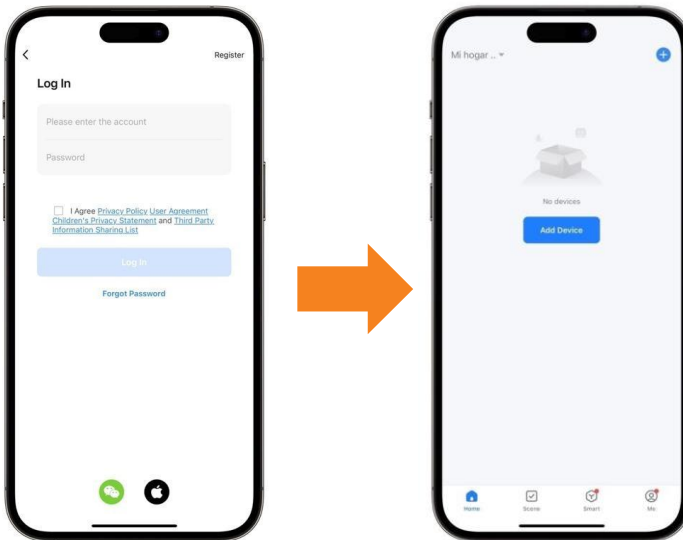 Register
Log In
Please enter the account
Password
I Agree Privacy Policy User Agreement
Children's Privacy Statement and Third Party
Information Sharing List
Log In
Forgot Password
Mi hogar ..
No devices
Add Device
Home
Scene
Smart
Me